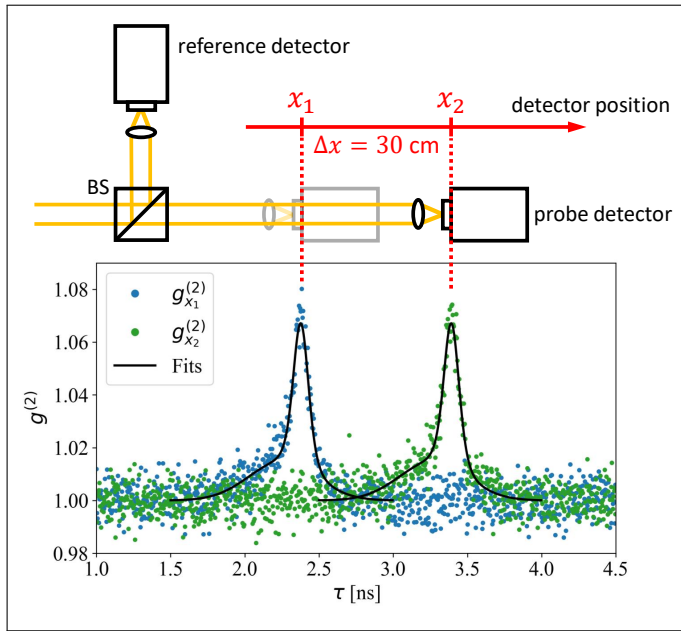 reference detector
x₁ x₂ detector position
Δx = 30 cm
BS
probe detector
1.08
1.06
1.04
1.02
1.00
0.98
g⁽²⁾
g⁽²⁾ₓ₁
g⁽²⁾ₓ₂
Fits
1.0 1.5 2.0 2.5 3.0 3.5 4.0 4.5
τ [ns]